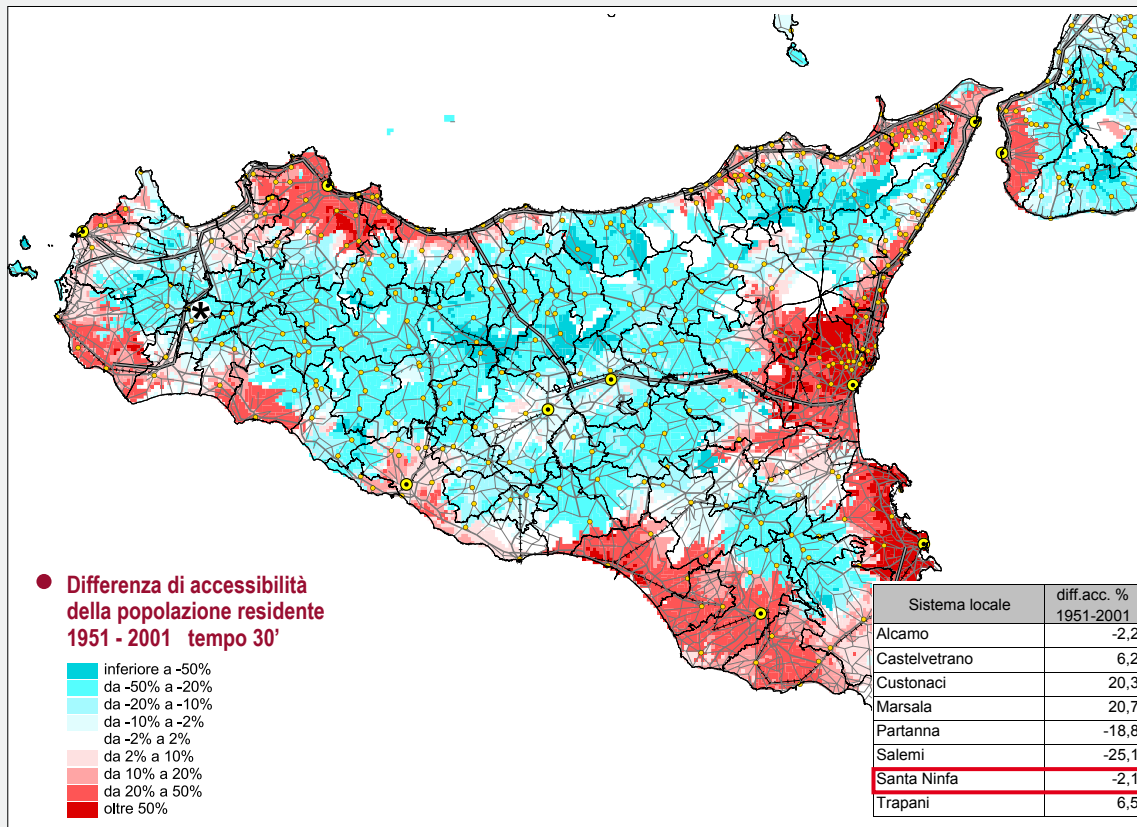 Differenza di accessibilità
della popolazione residente
1951 - 2001 tempo 30’
inferiore a -50%
da -50% a -20%
da -20% a -10%
da -10% a -2%
da -2% a 2%
da 2% a 10%
da 10% a 20%
da 20% a 50%
oltre 50%
Sistema locale diff.acc. % 1951-2001
Alcamo -2,2
Castelvetrano 6,2
Custonaci 20,3
Marsala 20,7
Partanna -18,8
Salemi -25,1
Santa Ninfa -2,1
Trapani 6,5